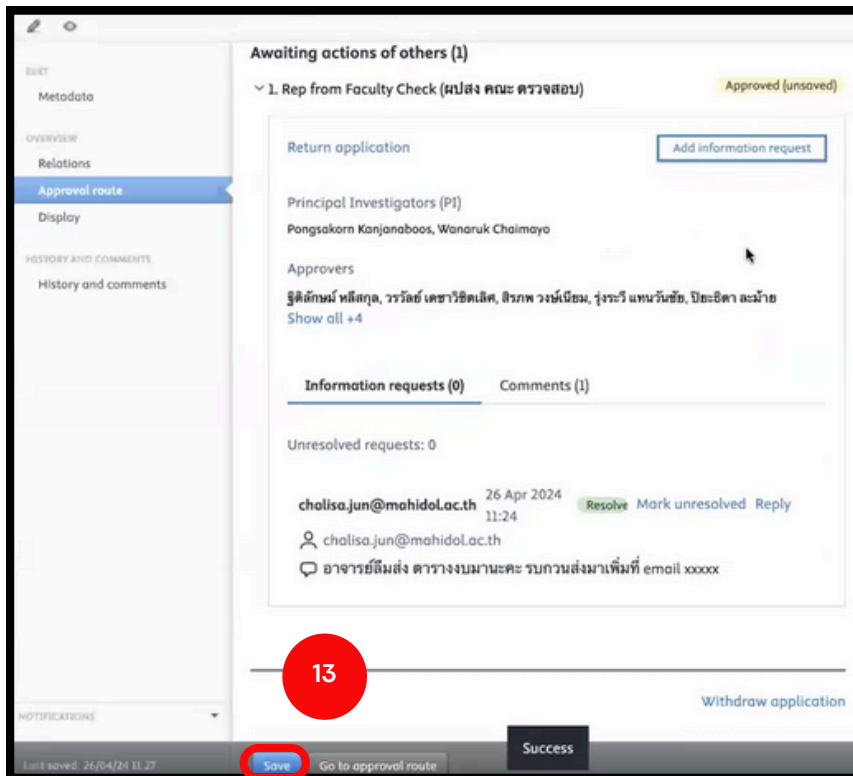 Awaiting actions of others (1)
EDIT
Metadata
1. Rep from Faculty Check (ผปสง คณะ ตรวจสอบ)
Approved (unsaved)
OVERVIEW
Relations
Approval route
Display
Return application
Add information request
Principal Investigators (PI)
Pongsakorn Kanjanaboos, Wanaruk Chaimayo
HISTORY AND COMMENTS
History and comments
Approvers
ฐิติลักษม์ หลีสกุล, วรวัลย์ เดชาวิชิตเลิศ, สิรภพ วงษ์เนียม, รุ่งระวี แทนวันชัย, ปิยะธิดา ละม้าย
Show all +4
Information requests (0)
Comments (1)
Unresolved requests: 0
chalisa.jun@mahidol.ac.th
26 Apr 2024
11:24
Resolve
Mark unresolved
Reply
chalisa.jun@mahidol.ac.th
อาจารย์ลืมส่ง ตารางงบมานะคะ รบกวนส่งมาเพิ่มที่ email xxxxx
13
Withdraw application
NOTIFICATIONS
Success
Last saved: 26/04/24 11:27
Save
Go to approval route